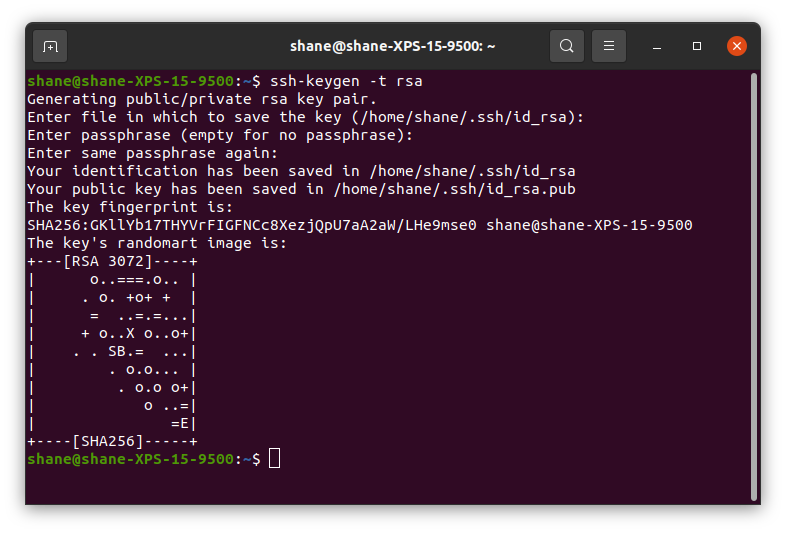 shane@shane-XPS-15-9500: ~
shane@shane-XPS-15-9500:~$ ssh-keygen -t rsa
Generating public/private rsa key pair.
Enter file in which to save the key (/home/shane/.ssh/id_rsa):
Enter passphrase (empty for no passphrase):
Enter same passphrase again:
Your identification has been saved in /home/shane/.ssh/id_rsa
Your public key has been saved in /home/shane/.ssh/id_rsa.pub
The key fingerprint is:
SHA256:GKllYb17THYVrFIGFNCc8XezjQpU7aA2aW/LHe9mse0 shane@shane-XPS-15-9500
The key's randomart image is:
+---[RSA 3072]----+
|      o..===.o.. |
|     . o. +o+ +  |
|      =  ..=.=...|
|     + o..X o..o+|
|    . . SB.=  ...|
|        . o.o... |
|         . o.o o+|
|            o ..=|
|               =E|
+----[SHA256]-----+
shane@shane-XPS-15-9500:~$